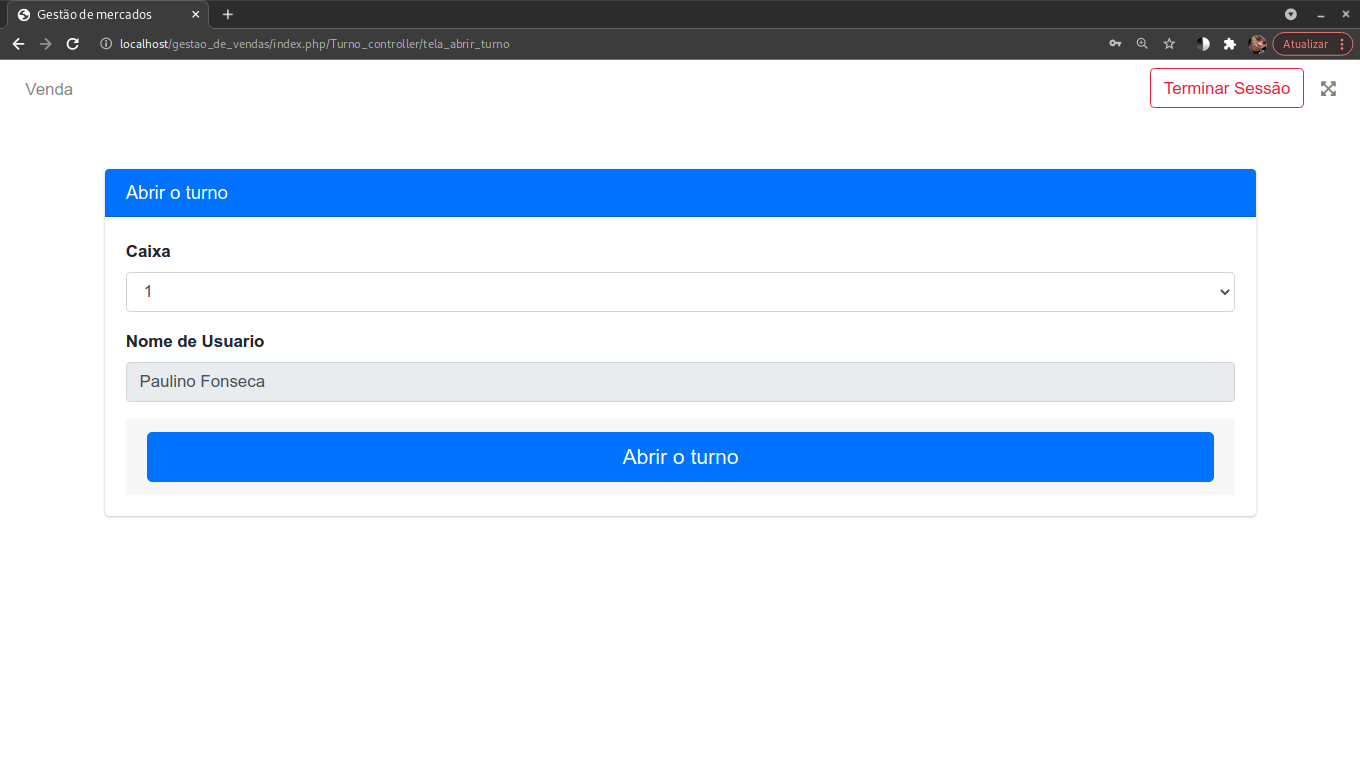 Gestão de mercados
localhost/gestao_de_vendas/index.php/Turno_controller/tela_abrir_turno
Atualizar
Venda
Terminar Sessão
Abrir o turno
Caixa
1
Nome de Usuario
Paulino Fonseca
Abrir o turno